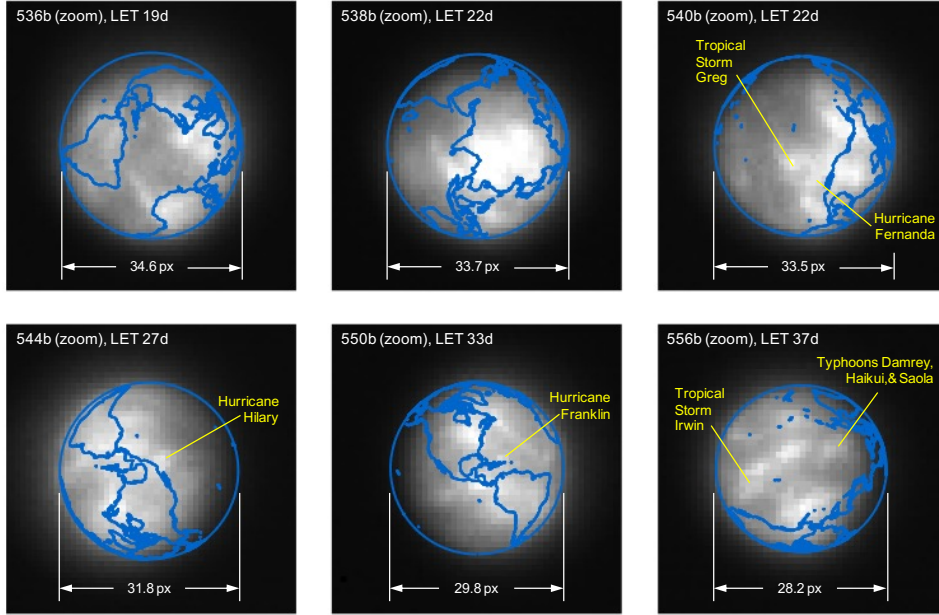 536b (zoom), LET 19d
34.6 px
538b (zoom), LET 22d
33.7 px
540b (zoom), LET 22d
Tropical
Storm
Greg
Hurricane
Fernanda
33.5 px
544b (zoom), LET 27d
Hurricane
Hilary
31.8 px
550b (zoom), LET 33d
Hurricane
Franklin
29.8 px
556b (zoom), LET 37d
Typhoons Damrey,
Haikui,& Saola
Tropical
Storm
Irwin
28.2 px